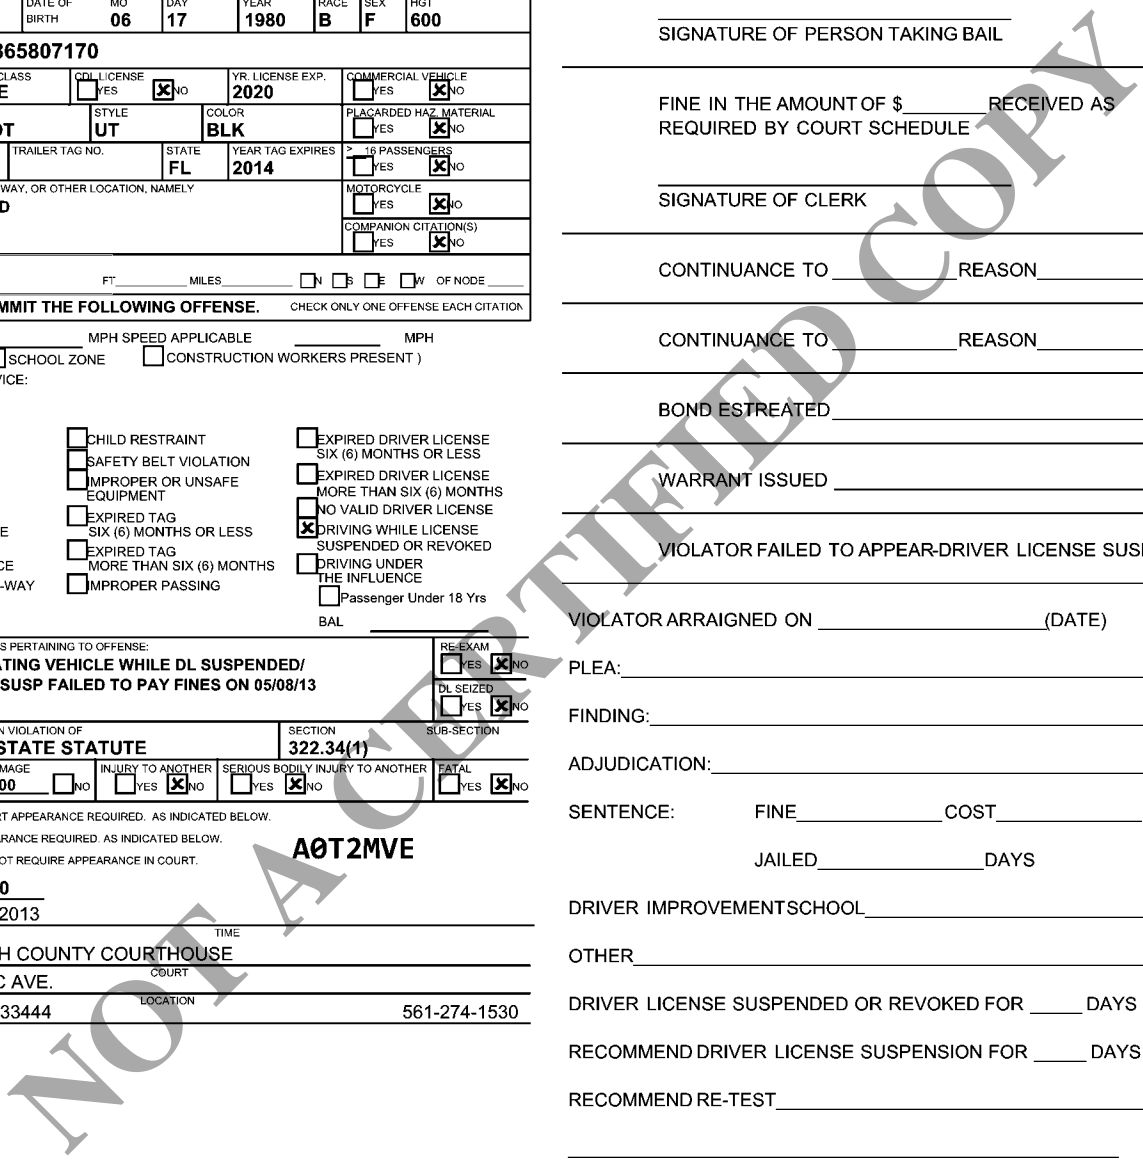 DATE OF BIRTH MO 06 DAY 17 YEAR 1980 RACE B SEX F HGT 600
365807170
CLASS E CDL LICENSE YES NO YR. LICENSE EXP. 2020 COMMERCIAL VEHICLE YES NO
OT STYLE UT COLOR BLK PLACARDED HAZ. MATERIAL YES NO
TRAILER TAG NO. STATE FL YEAR TAG EXPIRES 2014 > 16 PASSENGERS YES NO
WAY, OR OTHER LOCATION, NAMELY
D
MOTORCYCLE YES NO
COMPANION CITATION(S) YES NO
FT MILES N S E W OF NODE
MMIT THE FOLLOWING OFFENSE. CHECK ONLY ONE OFFENSE EACH CITATION
MPH SPEED APPLICABLE MPH
SCHOOL ZONE CONSTRUCTION WORKERS PRESENT )
VICE:
CHILD RESTRAINT
SAFETY BELT VIOLATION
IMPROPER OR UNSAFE
EQUIPMENT
EXPIRED TAG
SIX (6) MONTHS OR LESS
EXPIRED TAG
MORE THAN SIX (6) MONTHS
IMPROPER PASSING
E
CE
-WAY
EXPIRED DRIVER LICENSE
SIX (6) MONTHS OR LESS
EXPIRED DRIVER LICENSE
MORE THAN SIX (6) MONTHS
NO VALID DRIVER LICENSE
DRIVING WHILE LICENSE
SUSPENDED OR REVOKED
DRIVING UNDER
THE INFLUENCE
Passenger Under 18 Yrs
BAL
S PERTAINING TO OFFENSE:
ATING VEHICLE WHILE DL SUSPENDED/
SUSP FAILED TO PAY FINES ON 05/08/13
RE-EXAM YES NO
DL SEIZED YES NO
N VIOLATION OF STATE STATUTE SECTION 322.34(1) SUB-SECTION
MAGE 00 NO INJURY TO ANOTHER YES NO SERIOUS BODILY INJURY TO ANOTHER YES NO FATAL YES NO
RT APPEARANCE REQUIRED. AS INDICATED BELOW.
ARANCE REQUIRED. AS INDICATED BELOW.
OT REQUIRE APPEARANCE IN COURT.
A0T2MVE
0
2013
TIME
H COUNTY COURTHOUSE
COURT
C AVE.
LOCATION
33444 561-274-1530
SIGNATURE OF PERSON TAKING BAIL
FINE IN THE AMOUNT OF $ RECEIVED AS
REQUIRED BY COURT SCHEDULE
SIGNATURE OF CLERK
CONTINUANCE TO REASON
CONTINUANCE TO REASON
BOND ESTREATED
WARRANT ISSUED
VIOLATOR FAILED TO APPEAR-DRIVER LICENSE SUS
VIOLATOR ARRAIGNED ON (DATE)
PLEA:
FINDING:
ADJUDICATION:
SENTENCE: FINE COST
JAILED DAYS
DRIVER IMPROVEMENT SCHOOL
OTHER
DRIVER LICENSE SUSPENDED OR REVOKED FOR DAYS
RECOMMEND DRIVER LICENSE SUSPENSION FOR DAYS
RECOMMEND RE-TEST
NOT A CERTIFIED COPY